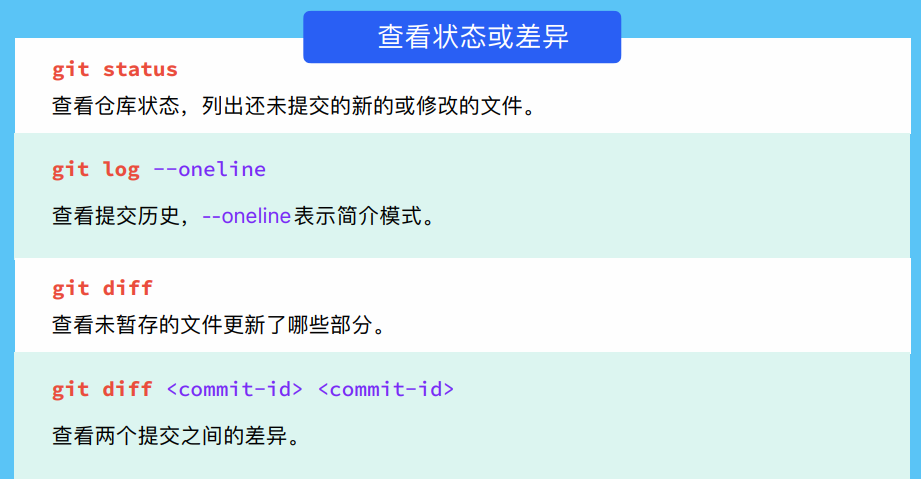 查看状态或差异
git status
查看仓库状态，列出还未提交的新的或修改的文件。
git log --oneline
查看提交历史，--oneline表示简介模式。
git diff
查看未暂存的文件更新了哪些部分。
git diff <commit-id> <commit-id>
查看两个提交之间的差异。